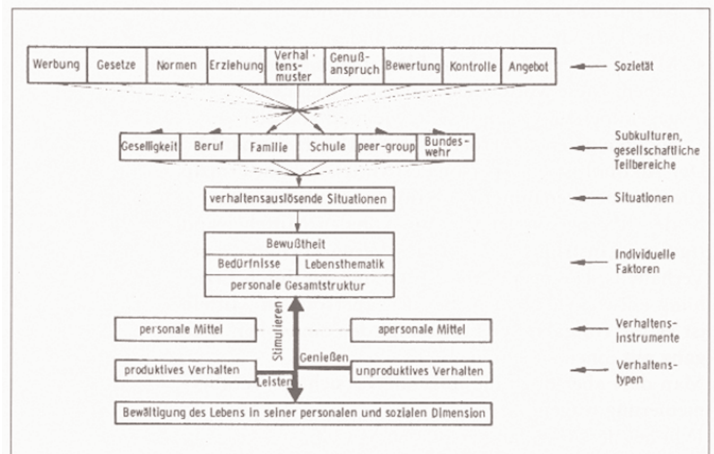 Werbung Gesetze Normen Erziehung Verhal-
tens-
muster Genuß-
anspruch Bewertung Kontrolle Angebot Sozietät
Geselligkeit Beruf Familie Schule peer-group Bundes-
wehr Subkulturen,
gesellschaftliche
Teilbereiche
verhaltensauslösende Situationen Situationen
Bewußtheit
Bedürfnisse Lebensthematik Individuelle
Faktoren
personale Gesamtstruktur
Stimulieren
personale Mittel apersonale Mittel Verhaltens-
Instrumente
Genießen
produktives Verhalten unproduktives Verhalten Verhaltens-
typen
Leisten
Bewältigung des Lebens in seiner personalen und sozialen Dimension